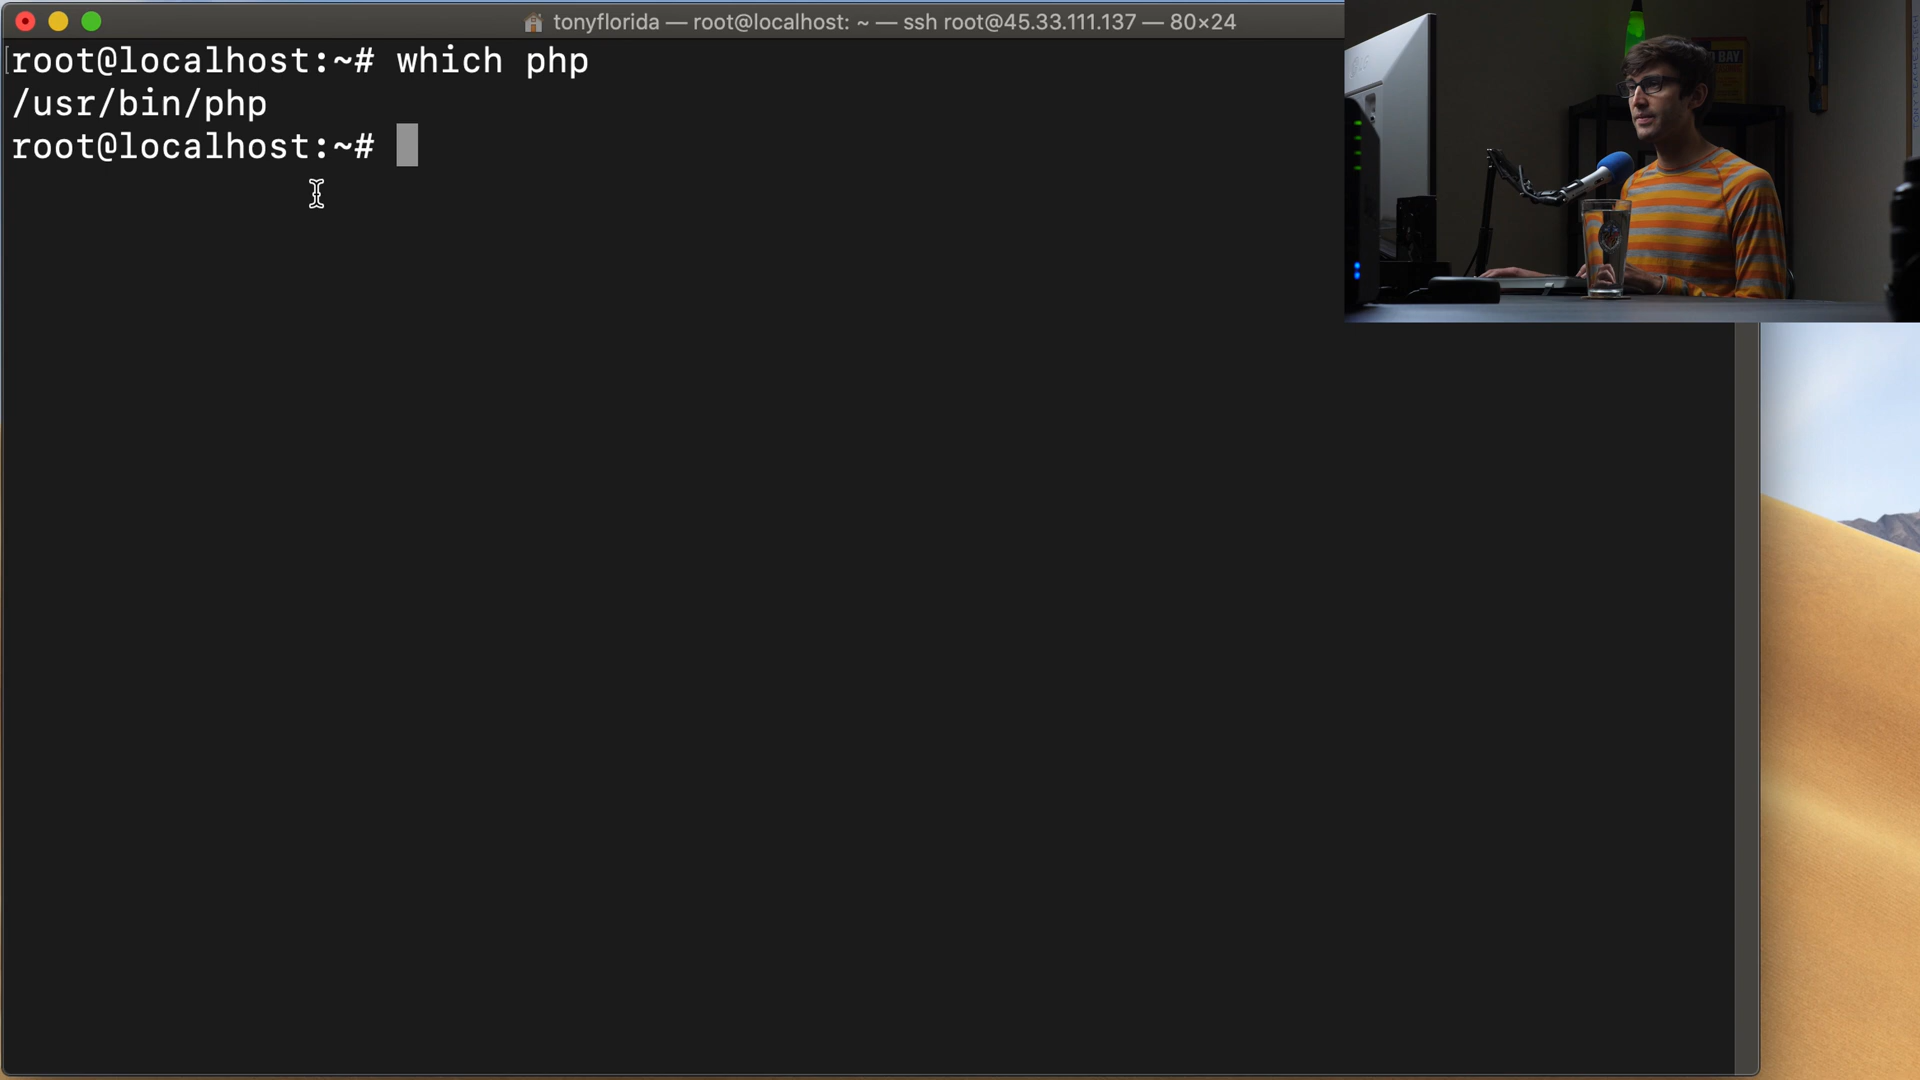 tonyflorida — root@localhost: ~ — ssh root@45.33.111.137 — 80×24
root@localhost:~# which php
/usr/bin/php
root@localhost:~#